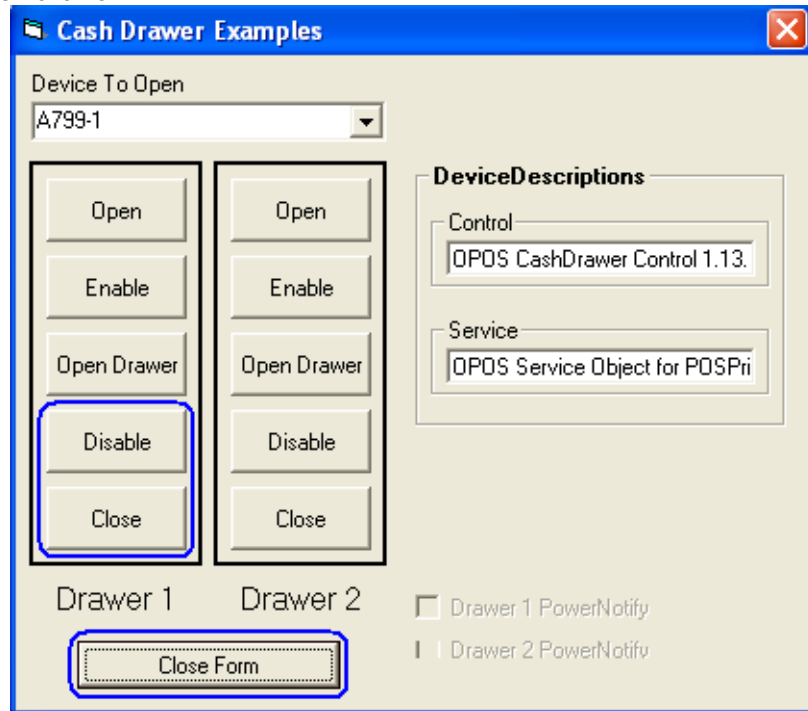 Cash Drawer Examples
Device To Open
A799-1
Open
Enable
Open Drawer
Disable
Close
Drawer 1
Open
Enable
Open Drawer
Disable
Close
Drawer 2
Close Form
DeviceDescriptions
Control
OPOS CashDrawer Control 1.13.
Service
OPOS Service Object for POSPri
Drawer 1 PowerNotify
Drawer 2 PowerNotify